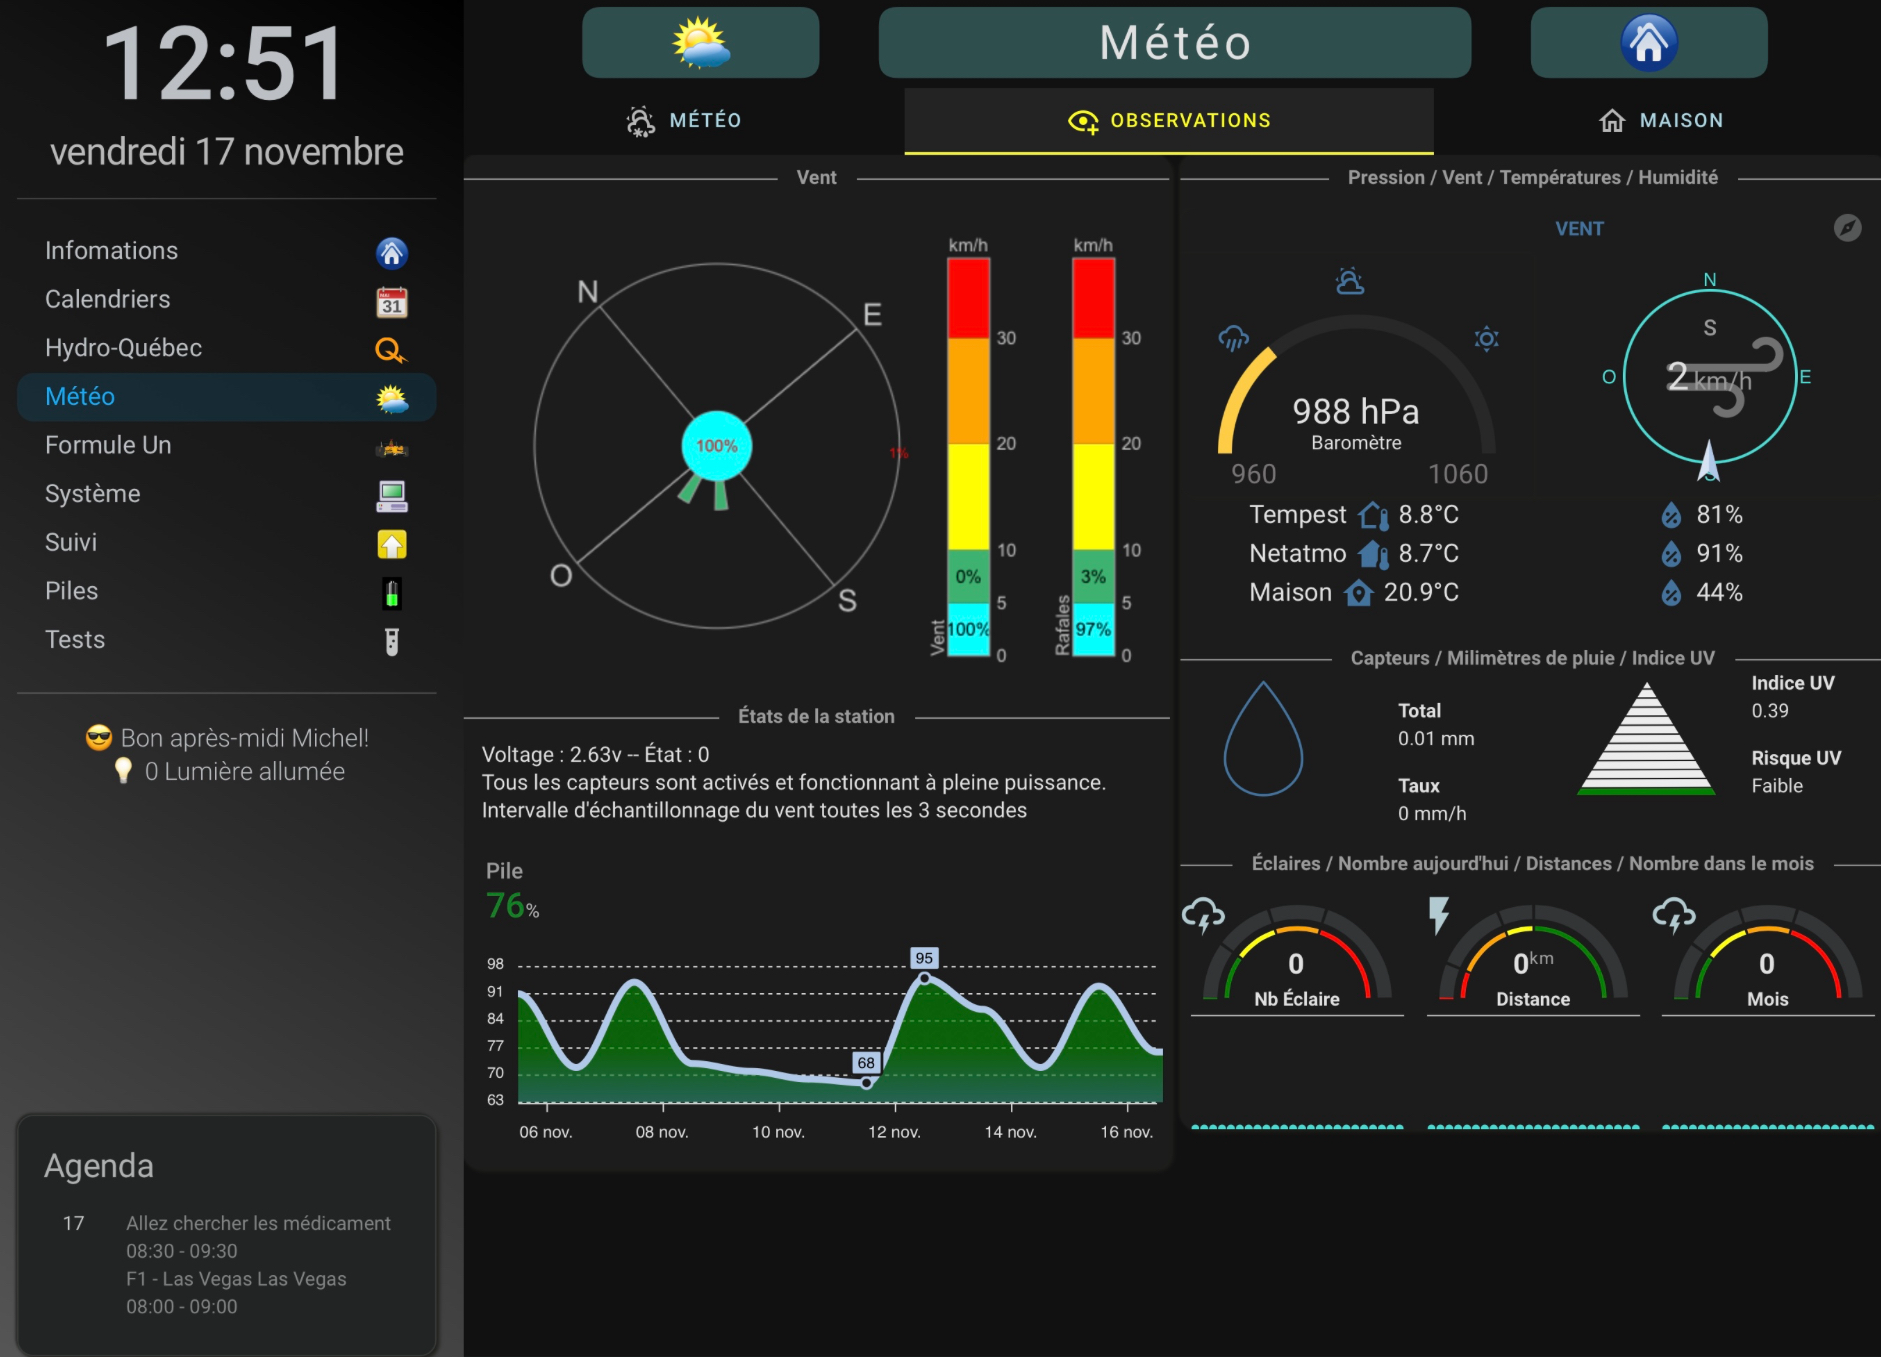 12:51
vendredi 17 novembre
Infomations
Calendriers
31
Hydro-Québec
Météo
Formule Un
Système
Suivi
Piles
Tests
😎 Bon après-midi Michel!
💡 0 Lumière allumée
Agenda
17 Allez chercher les médicament
08:30 - 09:30
F1 - Las Vegas Las Vegas
08:00 - 09:00
Météo
MÉTÉO
OBSERVATIONS
MAISON
Vent
N
E
O
S
100%
1%
km/h
30
20
10
5
0
0%
100%
Vent
km/h
30
20
10
5
0
3%
97%
Rafales
États de la station
Voltage : 2.63v -- État : 0
Tous les capteurs sont activés et fonctionnant à pleine puissance.
Intervalle d'échantillonnage du vent toutes les 3 secondes
Pile
76%
98
91
84
77
70
63
95
68
06 nov. 08 nov. 10 nov. 12 nov. 14 nov. 16 nov.
Pression / Vent / Températures / Humidité
988 hPa
Baromètre
960 1060
VENT
N
S
O
E
2 km/h
S
Tempest 8.8°C 81%
Netatmo 8.7°C 91%
Maison 20.9°C 44%
Capteurs / Milimètres de pluie / Indice UV
Total
0.01 mm
Taux
0 mm/h
Indice UV
0.39
Risque UV
Faible
Éclaires / Nombre aujourd'hui / Distances / Nombre dans le mois
0
Nb Éclaire
0km
Distance
0
Mois